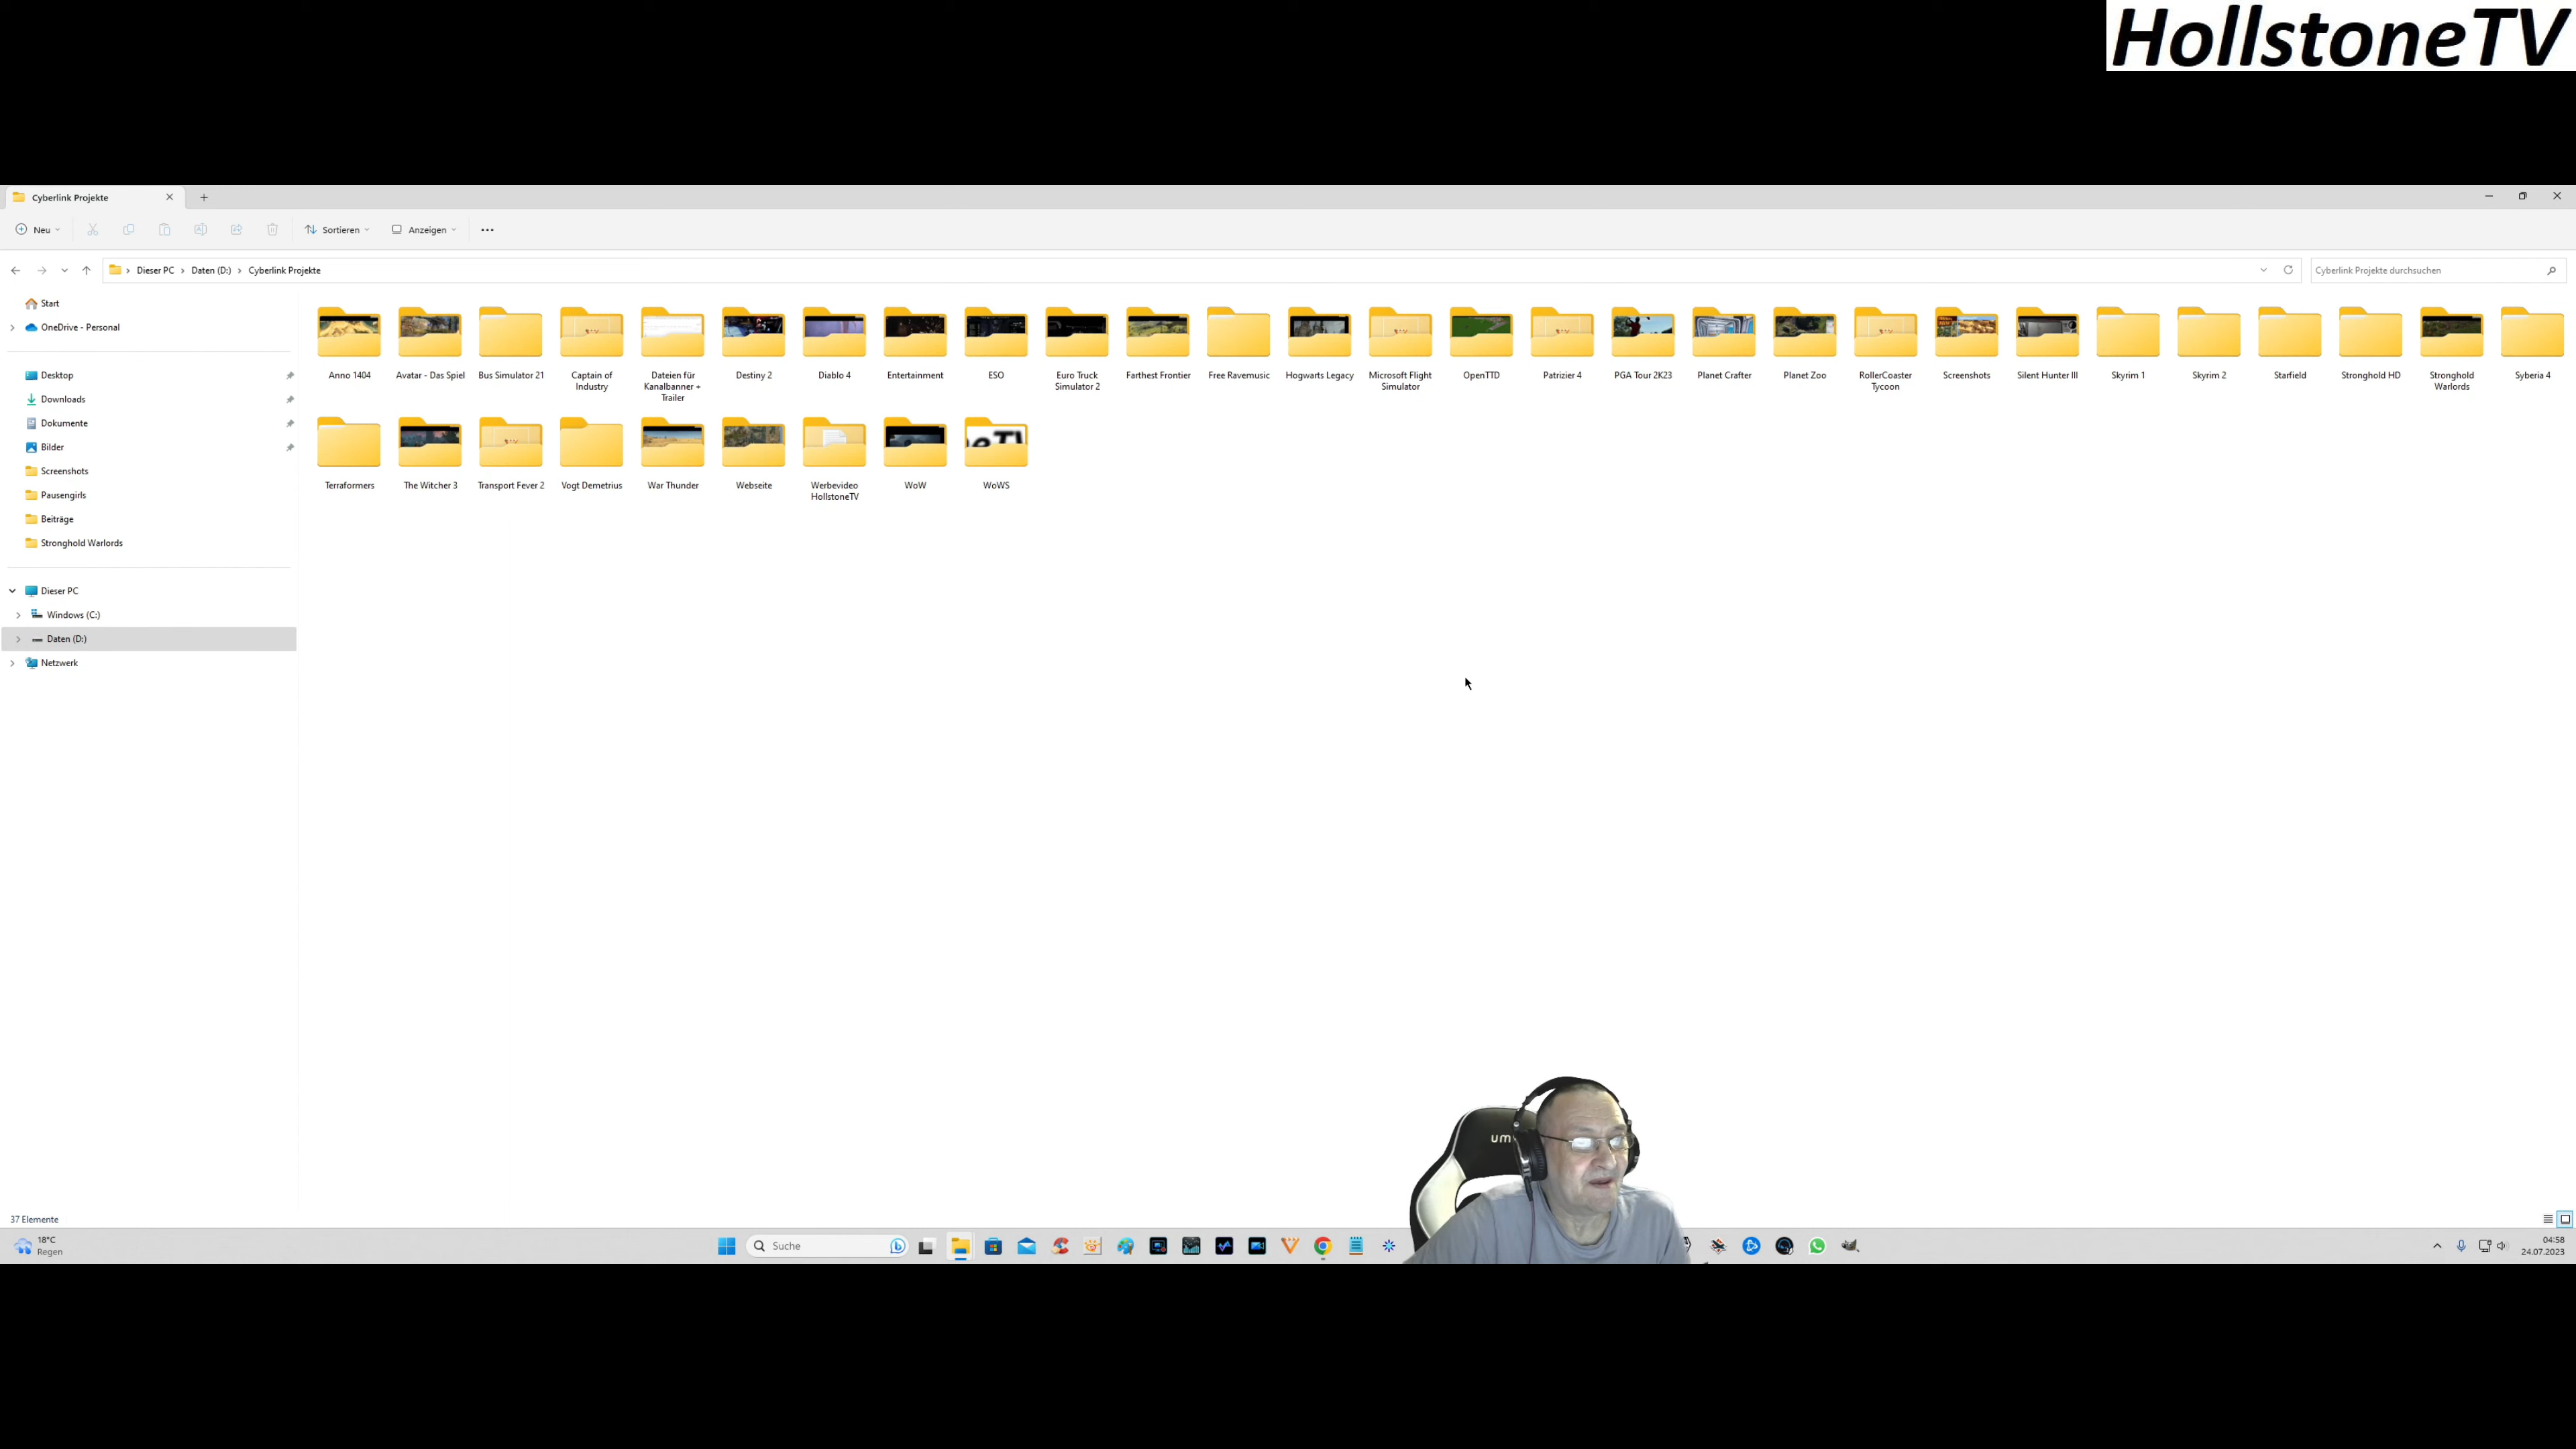 HollstoneTV
Cyberlink Projekte
Neu
Sortieren
Anzeigen
Dieser PC
Daten (D:)
Cyberlink Projekte
Cyberlink Projekte durchsuchen
Start
OneDrive - Personal
Desktop
Downloads
Dokumente
Bilder
Screenshots
Pausengirls
Beiträge
Stronghold Warlords
Dieser PC
Windows (C:)
Daten (D:)
Netzwerk
Anno 1404
Avatar - Das Spiel
Bus Simulator 21
Captain of
Industry
Dateien für
Kanalbanner +
Trailer
Destiny 2
Diablo 4
Entertainment
ESO
Euro Truck
Simulator 2
Farthest Frontier
Free Ravemusic
Hogwarts Legacy
Microsoft Flight
Simulator
OpenTTD
Patrizier 4
PGA Tour 2K23
Planet Crafter
Planet Zoo
RollerCoaster
Tycoon
Screenshots
Silent Hunter III
Skyrim 1
Skyrim 2
Starfield
Stronghold HD
Stronghold
Warlords
Syberia 4
Terraformers
The Witcher 3
Transport Fever 2
Vogt Demetrius
War Thunder
Webseite
Werbevideo
HollstoneTV
WoW
WoWS
um
37 Elemente
18°C
Regen
Suche
04:58
24.07.2023